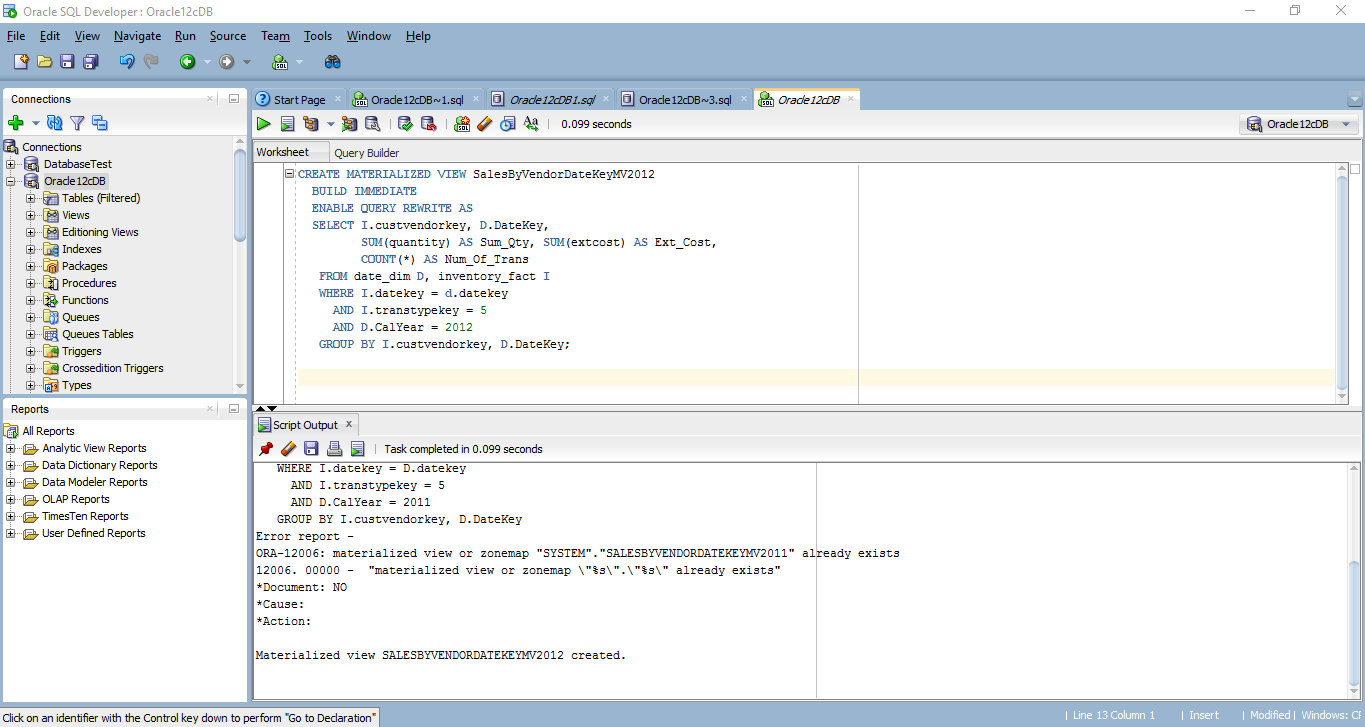 Oracle SQL Developer : Oracle12cDB
File Edit View Navigate Run Source Team Tools Window Help
Connections
Connections
DatabaseTest
Oracle12cDB
Tables (Filtered)
Views
Editioning Views
Indexes
Packages
Procedures
Functions
Queues
Queues Tables
Triggers
Crossedition Triggers
Types
Reports
All Reports
Analytic View Reports
Data Dictionary Reports
Data Modeler Reports
OLAP Reports
TimesTen Reports
User Defined Reports
Start Page Oracle12cDB~1.sql Oracle12cDB1.sql Oracle12cDB~3.sql Oracle12cDB
0.099 seconds
Oracle12cDB
Worksheet Query Builder
CREATE MATERIALIZED VIEW SalesByVendorDateKeyMV2012
BUILD IMMEDIATE
ENABLE QUERY REWRITE AS
SELECT I.custvendorkey, D.DateKey,
SUM(quantity) AS Sum_Qty, SUM(extcost) AS Ext_Cost,
COUNT(*) AS Num_Of_Trans
FROM date_dim D, inventory_fact I
WHERE I.datekey = d.datekey
AND I.transtypekey = 5
AND D.CalYear = 2012
GROUP BY I.custvendorkey, D.DateKey;
Script Output
Task completed in 0.099 seconds
WHERE I.datekey = D.datekey
AND I.transtypekey = 5
AND D.CalYear = 2011
GROUP BY I.custvendorkey, D.DateKey
Error report -
ORA-12006: materialized view or zonemap "SYSTEM"."SALESBYVENDORDATEKEYMV2011" already exists
12006. 00000 -  "materialized view or zonemap \"%s\".\"%s\" already exists"
*Document: NO
*Cause:
*Action:
Materialized view SALESBYVENDORDATEKEYMV2012 created.
Click on an identifier with the Control key down to perform "Go to Declaration"
Line 13 Column 1 | Insert | Modified | Windows: